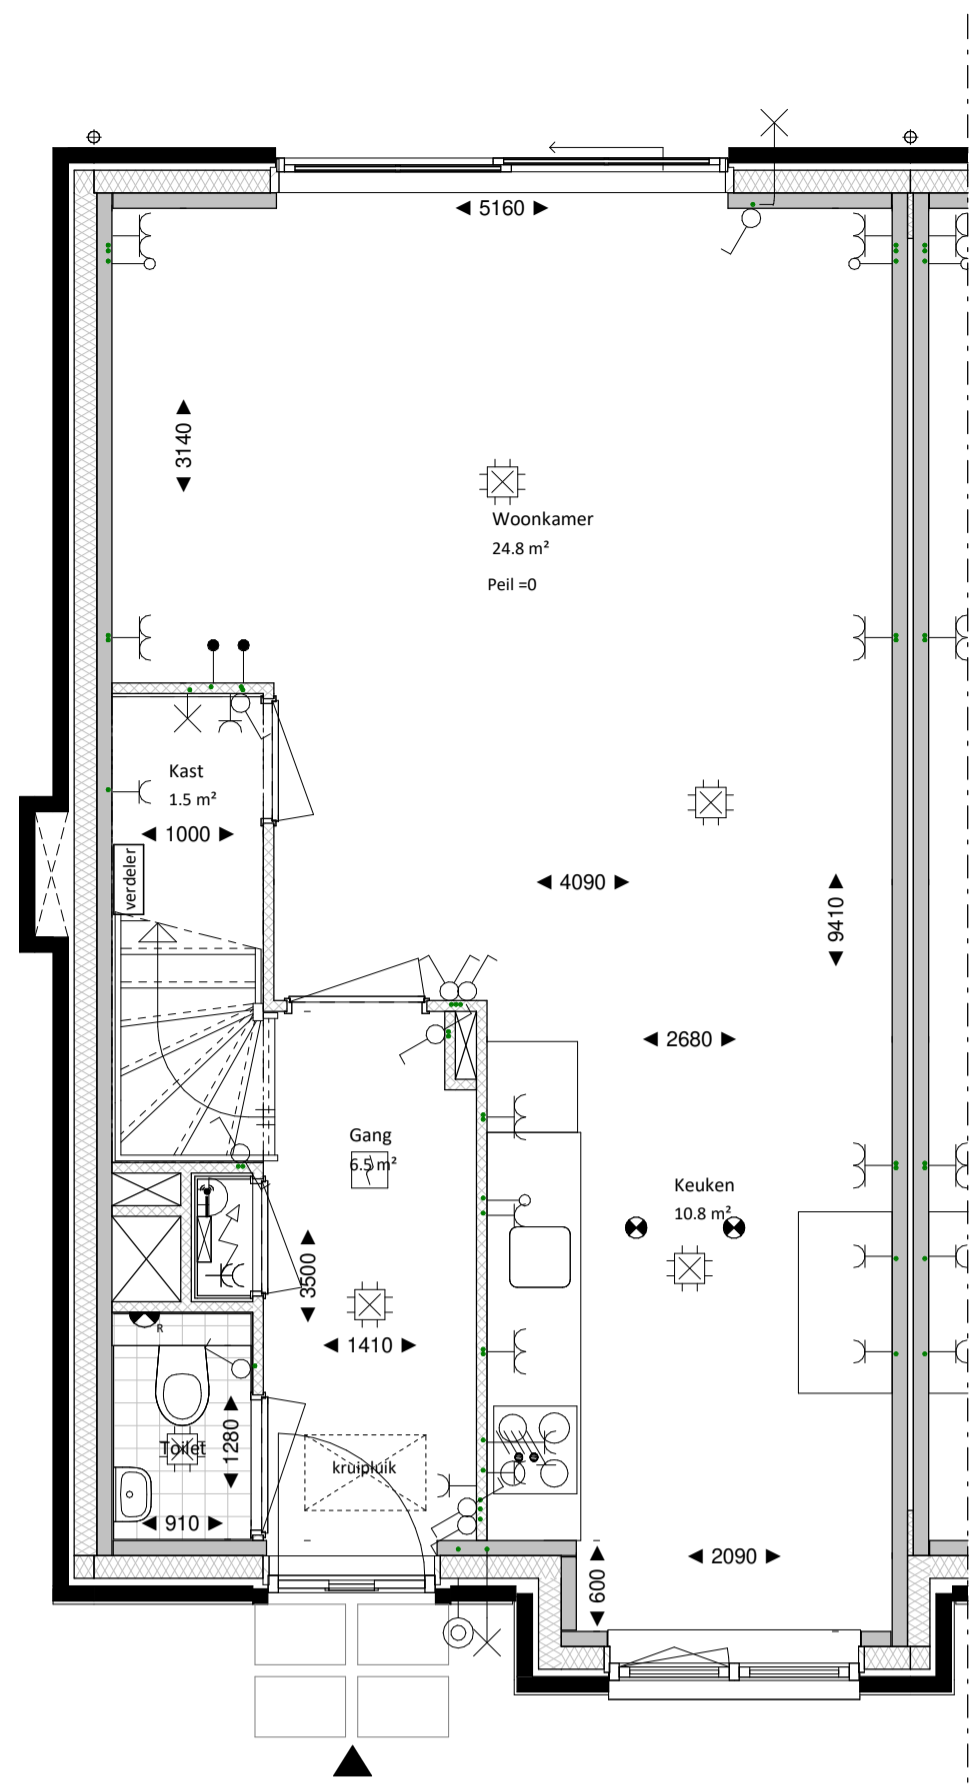 5160
3140
Woonkamer
24.8 m²
Peil =0
Kast
1.5 m²
1000
verdeler
4090
9410
2680
Gang
6.5 m²
Keuken
10.8 m²
3500
R
1410
Toilet
1280
kruipluik
910
2090
600